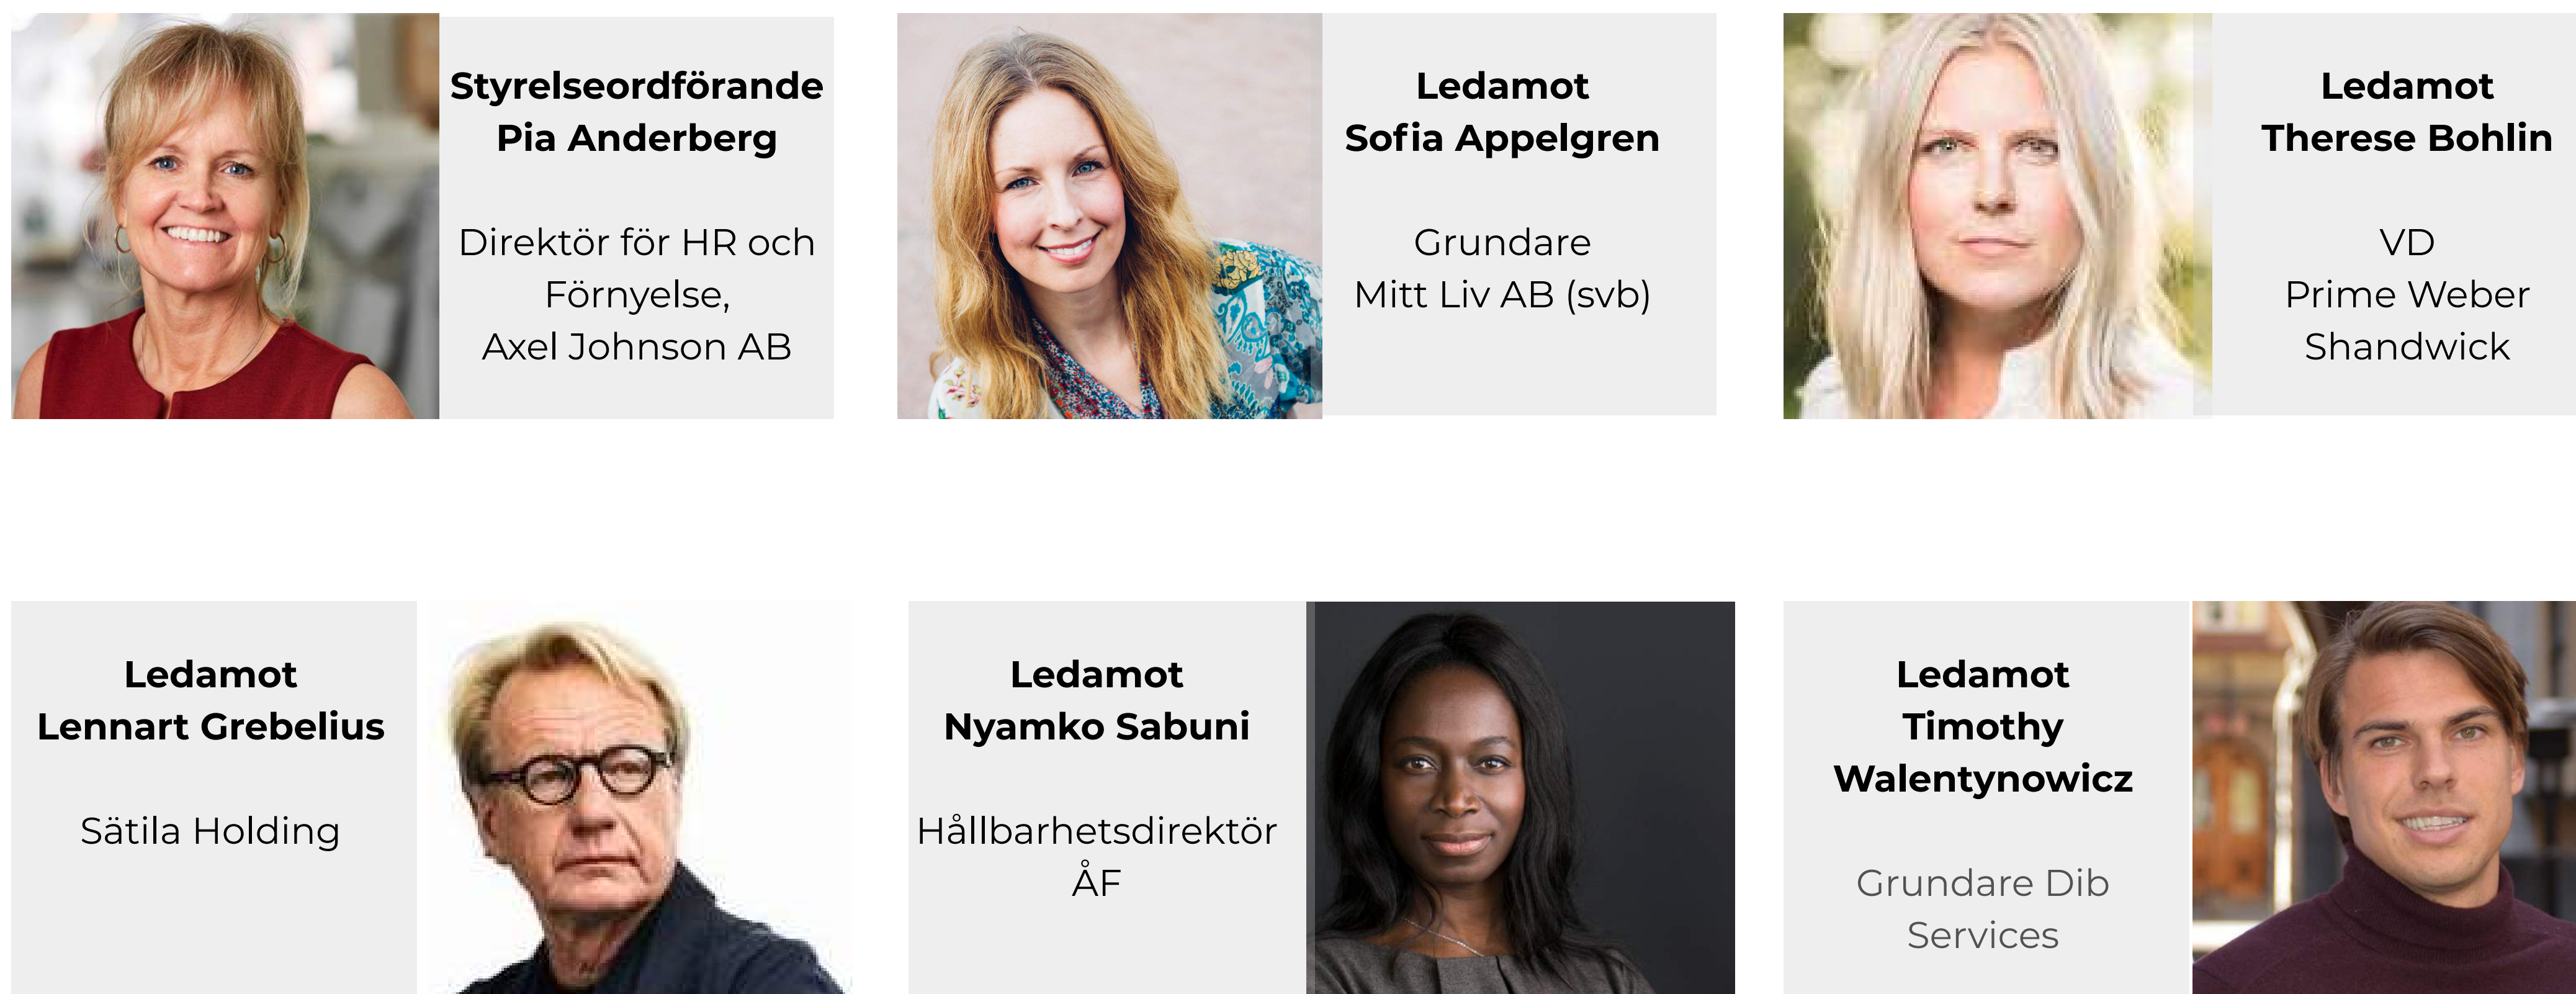 Styrelseordförande
Pia Anderberg
Direktör för HR och
Förnyelse,
Axel Johnson AB
Ledamot
Sofia Appelgren
Grundare
Mitt Liv AB (svb)
Ledamot
Therese Bohlin
VD
Prime Weber
Shandwick
Ledamot
Lennart Grebelius
Sätila Holding
Ledamot
Nyamko Sabuni
Hållbarhetsdirektör
ÅF
Ledamot
Timothy
Walentynowicz
Grundare Dib
Services